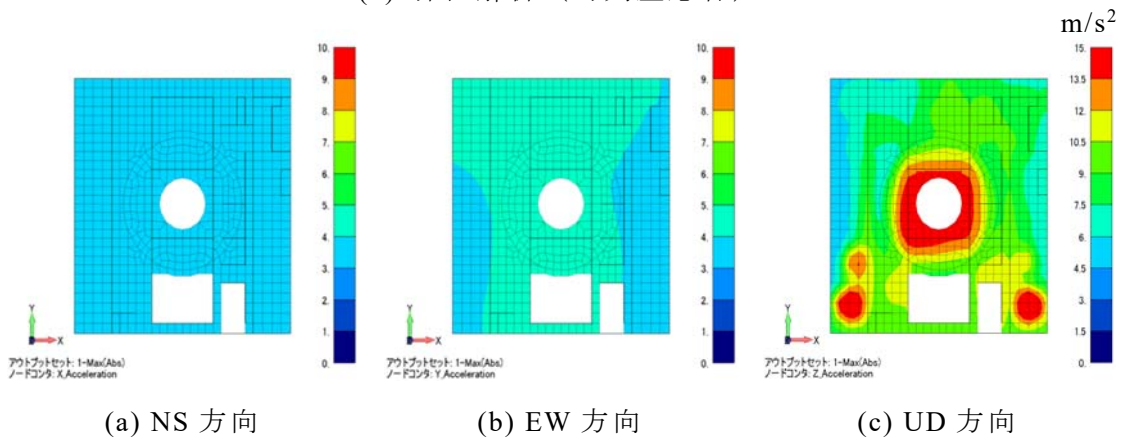 m/s²
10.
9.
8.
7.
6.
5.
4.
3.
2.
1.
0.
Y
X
アウトプットセット: 1-Max(Abs)
ノードコンタ: X,Acceleration
(a) NS 方向
10.
9.
8.
7.
6.
5.
4.
3.
2.
1.
0.
Y
X
アウトプットセット: 1-Max(Abs)
ノードコンタ: Y,Acceleration
(b) EW 方向
15.
13.5
12.
10.5
9.
7.5
6.
4.5
3.
1.5
0.
Y
X
アウトプットセット: 1-Max(Abs)
ノードコンタ: Z,Acceleration
(c) UD 方向